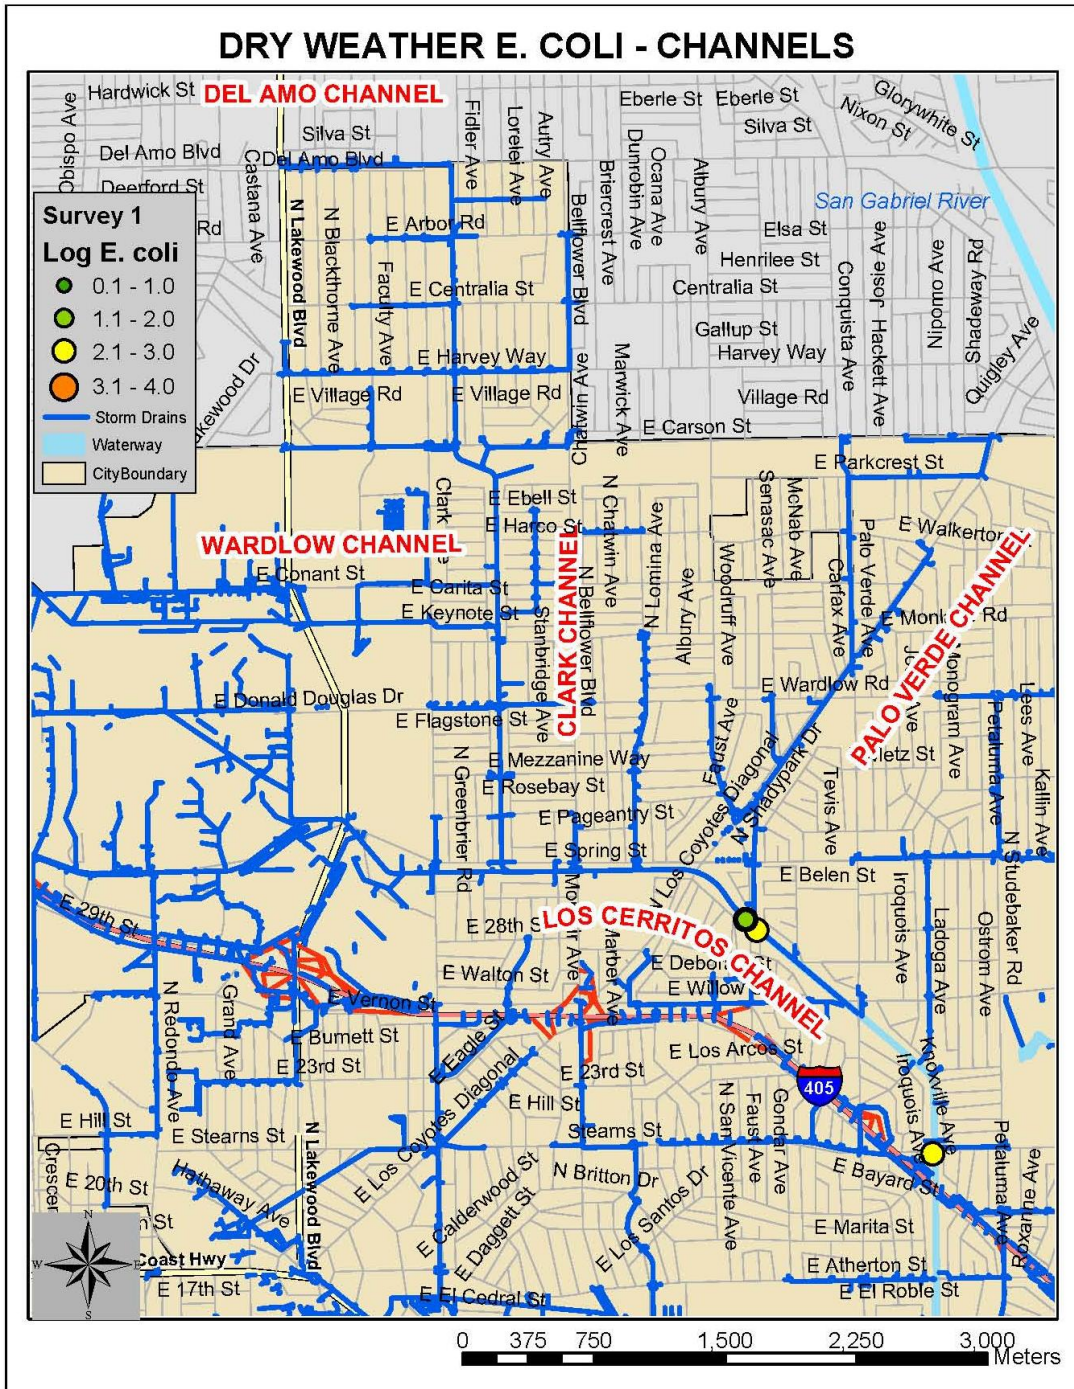 DRY WEATHER E. COLI - CHANNELS
Hardwick St
DEL AMO CHANNEL
Obispo Ave
Silva St
Del Amo Blvd
Del Amo Blvd
Deerford St
Castana Ave
Fidler Ave
Lorelei Ave
Autry Ave
Eberle St
Eberle St
Silva St
Nixon St
Glorywhite St
Dunrobin Ave
Ocana Ave
Briercrest Ave
Albury Ave
San Gabriel River
Survey 1
Log E. coli
0.1 - 1.0
1.1 - 2.0
2.1 - 3.0
3.1 - 4.0
Storm Drains
Waterway
CityBoundary
Rd
N Lakewood Blvd
N Blackthorne Ave
Faculty Ave
E Arbor Rd
E Centralia St
E Harvey Way
E Village Rd
E Village Rd
Bellflower Blvd
Chatwin Ave
Marwick Ave
Elsa St
Henrilee St
Centralia St
Gallup St
Harvey Way
Village Rd
E Carson St
Conquista Ave
Josie Ave
Hackett Ave
Nipomo Ave
Shadeway Rd
Quigley Ave
E Parkcrest St
Clark
E Ebell St
E Harco St
WARDLOW CHANNEL
CLARK CHANNEL
N Chatwin Ave
N Lomina Ave
Senasac Ave
McNab Ave
Woodruff Ave
Albury Ave
Carfax Ave
Palo Verde Ave
E Walkerton
PALO VERDE CHANNEL
E Conant St
E Carita St
E Keynote St
Stanbridge Ave
N Bellflower Blvd
Rd
E Wardlow Rd
Monogram Ave
Ave
Lees Ave
Petaluma Ave
Kallin Ave
E Donald Douglas Dr
E Flagstone St
N Greenbrier Rd
E Mezzanine Way
E Rosebay St
E Pageantry St
E Spring St
Faust Ave
N Los Coyotes Diagonal
N Shadypark Dr
Tevis Ave
E Belen St
N Studebaker Rd
E 29th St
E 28th S
LOS CERRITOS CHANNEL
Marber Ave
E Walton St
E Willow
Iroquois Ave
Ladoga Ave
Ostrom Ave
E Vernon St
N Redondo Ave
Grand Ave
E Burnett St
E 23rd St
E Eagle St
E Los Coyotes Diagonal
E 23rd St
E Los Arcos St
405
Iroquois Ave
Knoxville Ave
E Hill St
E Hill St
E Stearns St
Stearns St
N San Vicente Ave
Faust Ave
Gondar Ave
E Bayard St
Petaluma Ave
Roxanne Ave
Crescen
E 20th St
Hathaway Ave
N Lakewood Blvd
E Calderwood St
E Daggett St
N Britton Dr
E Los Santos Dr
E Marita St
E Atherton St
E El Roble St
N
W
E
S
Coast Hwy
E 17th St
E El Cedral St
0 375 750 1,500 2,250 3,000
Meters